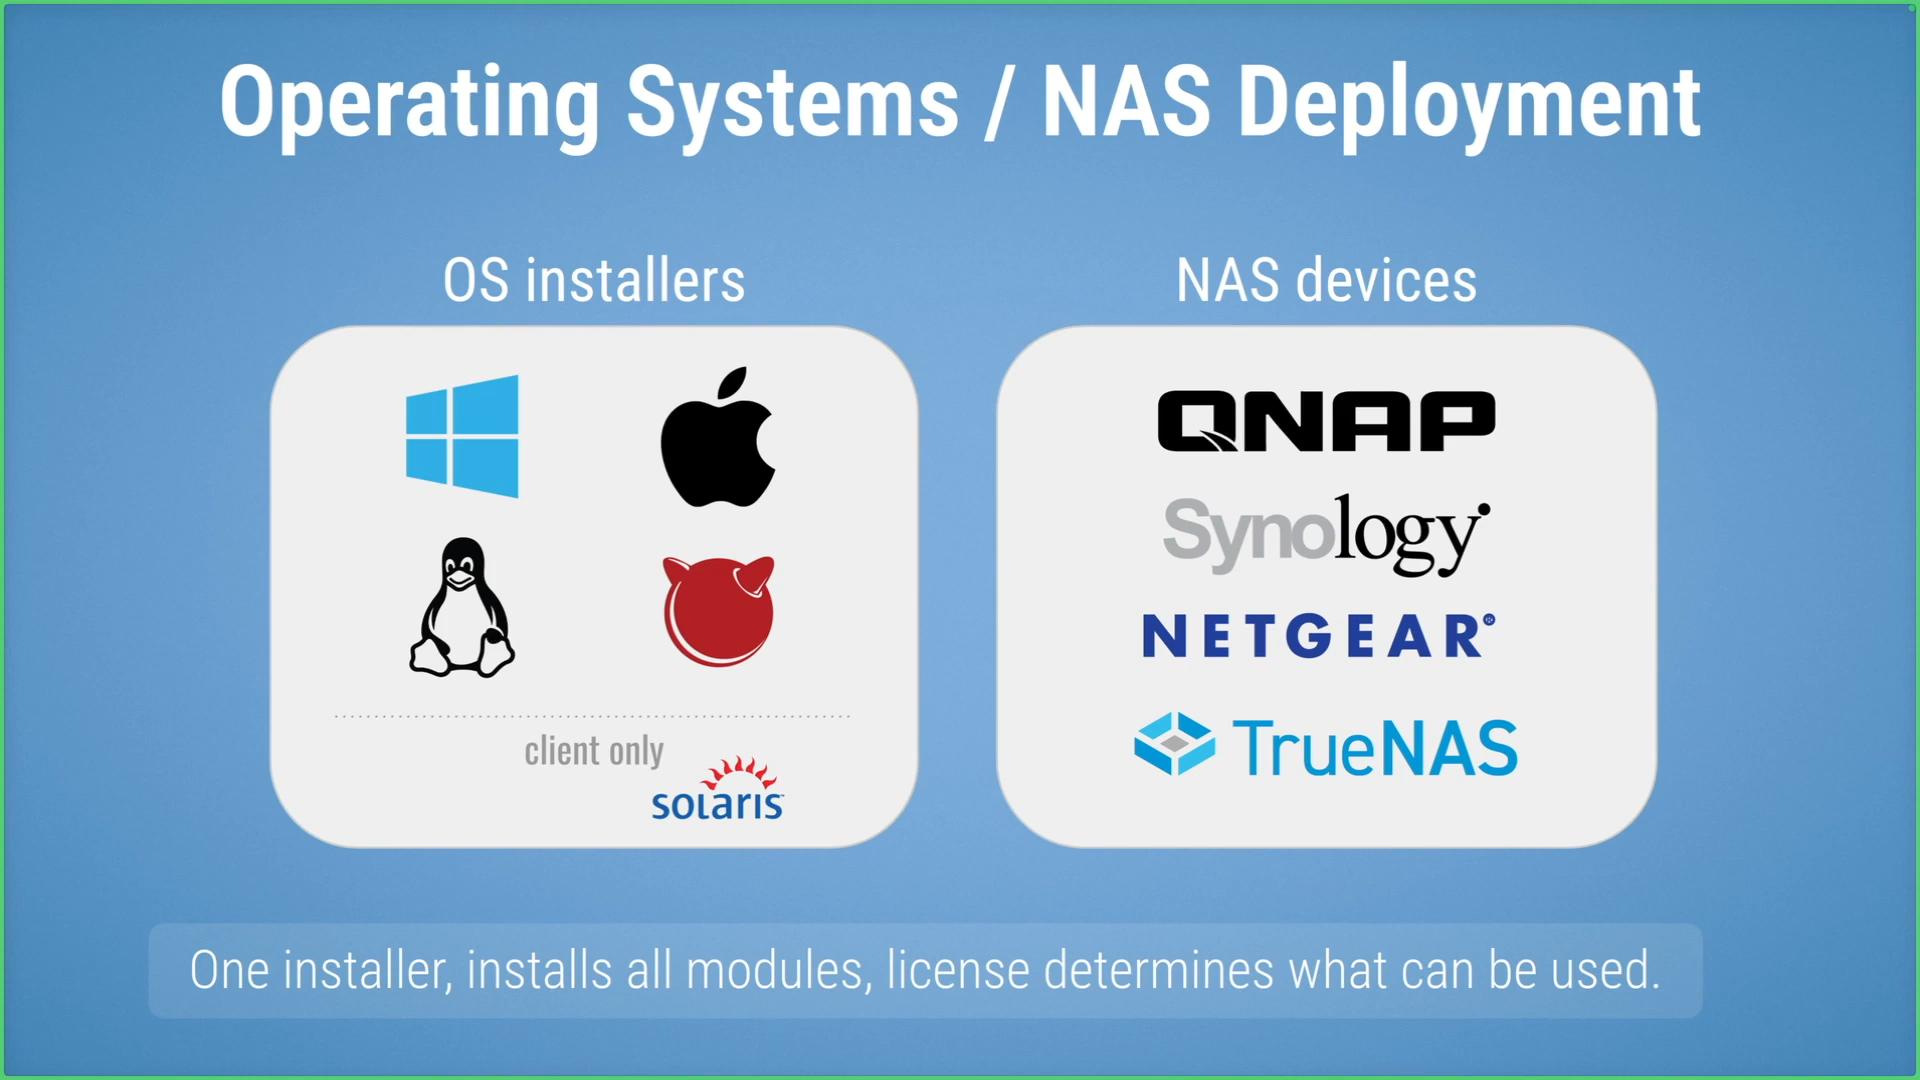 Operating Systems / NAS Deployment
OS installers
client only
solaris
NAS devices
QNAP
Synology
NETGEAR®
TrueNAS
One installer, installs all modules, license determines what can be used.